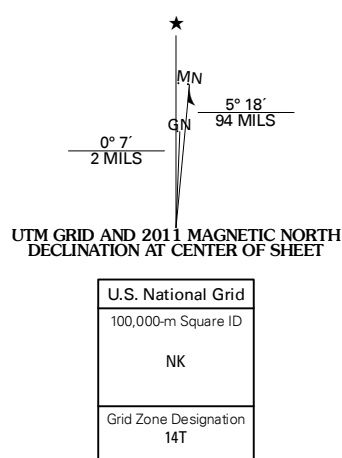 MN
5° 18´
94 MILS
GN
0° 7´
2 MILS
UTM GRID AND 2011 MAGNETIC NORTH
DECLINATION AT CENTER OF SHEET
U.S. National Grid
100,000-m Square ID
NK
Grid Zone Designation
14T